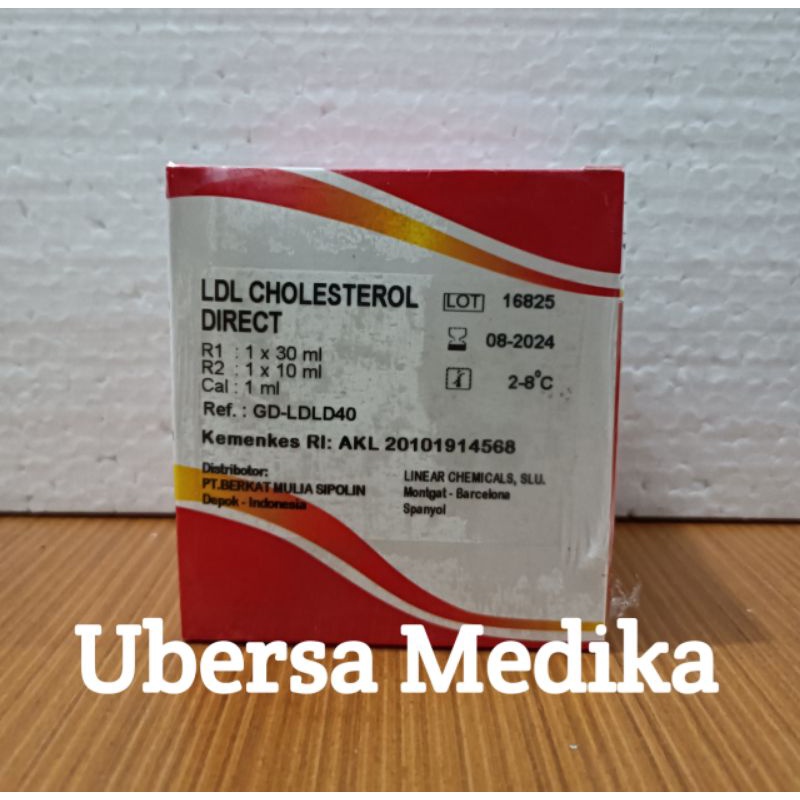 LDL CHOLESTEROL
DIRECT
R1 : 1 x 30 ml
R2 : 1 x 10 ml
Cal : 1 ml
Ref. : GD-LDLD40
LOT 16825
08-2024
2-8°C
Kemenkes RI: AKL 20101914568
Distributor:
PT.BERKAT MULIA SIPOLIN
Depok - Indonesia
LINEAR CHEMICALS, SLU.
Montgat - Barcelona
Spanyol
Ubersa Medika